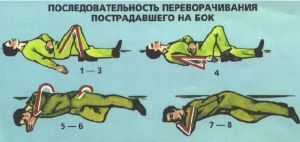 ПОСЛЕДОВАТЕЛЬНОСТЬ ПЕРЕВОРАЧИВАНИЯ
ПОСТРАДАВШЕГО НА БОК
1 — 3
4
5 — 6
7 — 8